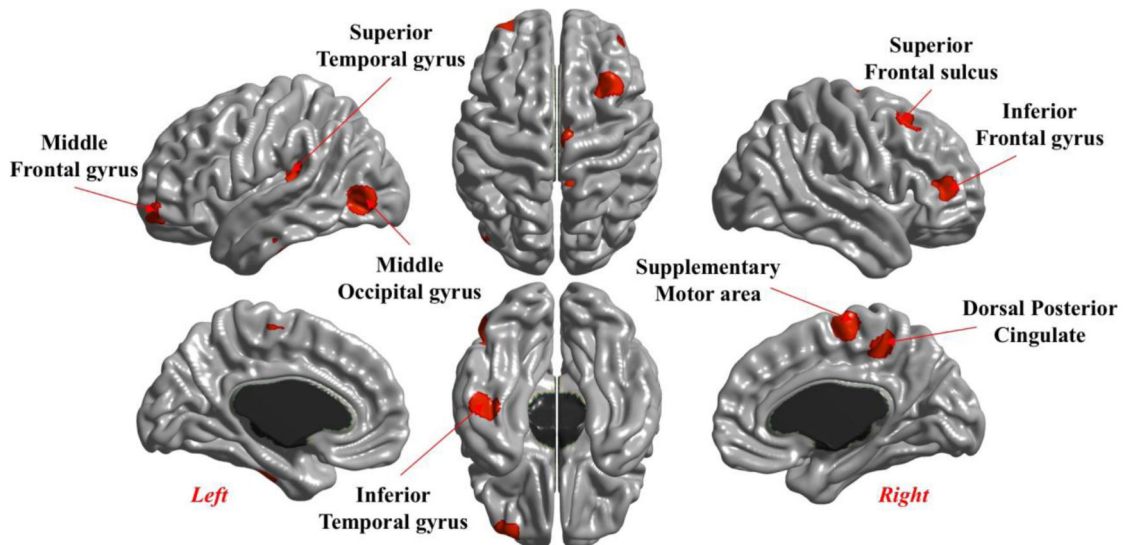 Superior
Temporal gyrus
Superior
Frontal sulcus
Inferior
Frontal gyrus
Middle
Frontal gyrus
Middle
Occipital gyrus
Supplementary
Motor area
Dorsal Posterior
Cingulate
Left
Inferior
Temporal gyrus
Right